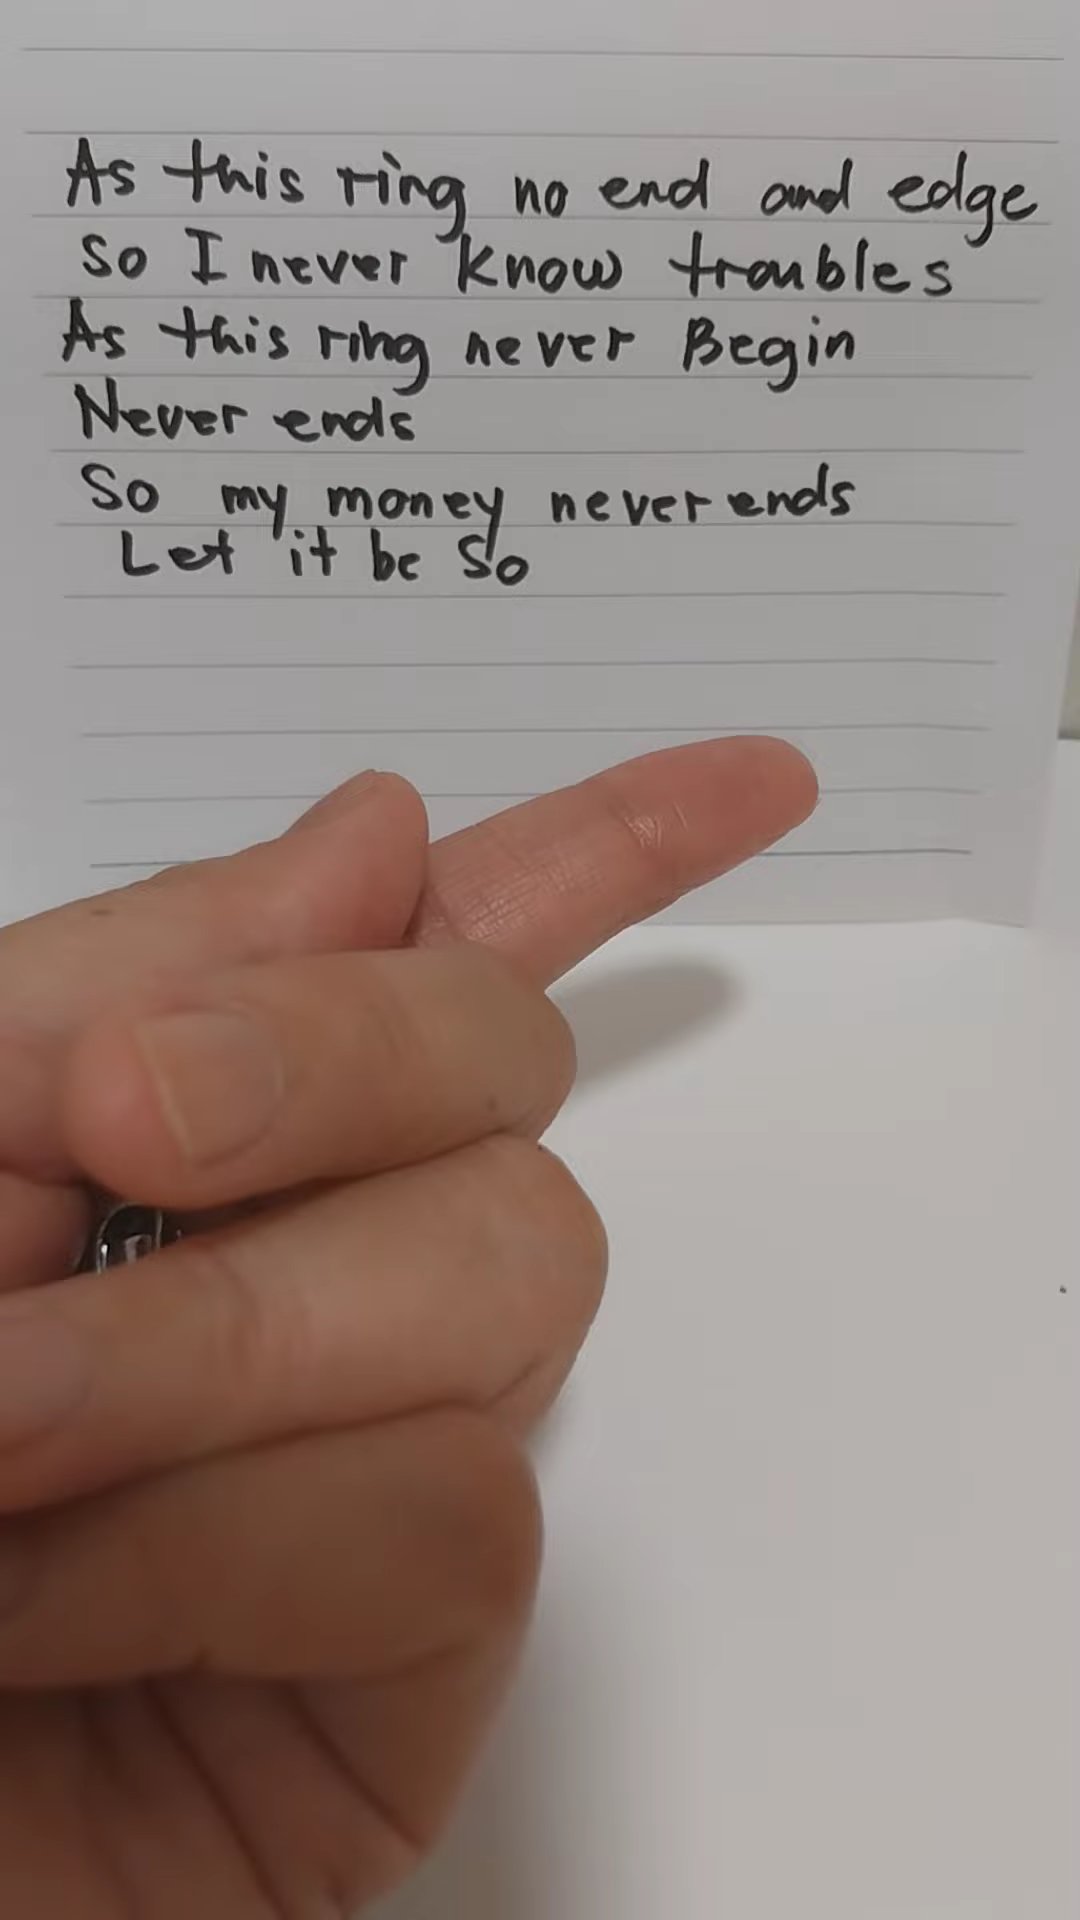 As this ring no end and edge
so I never know troubles
As this ring never Begin
Never ends
So my money never ends
Let it be So